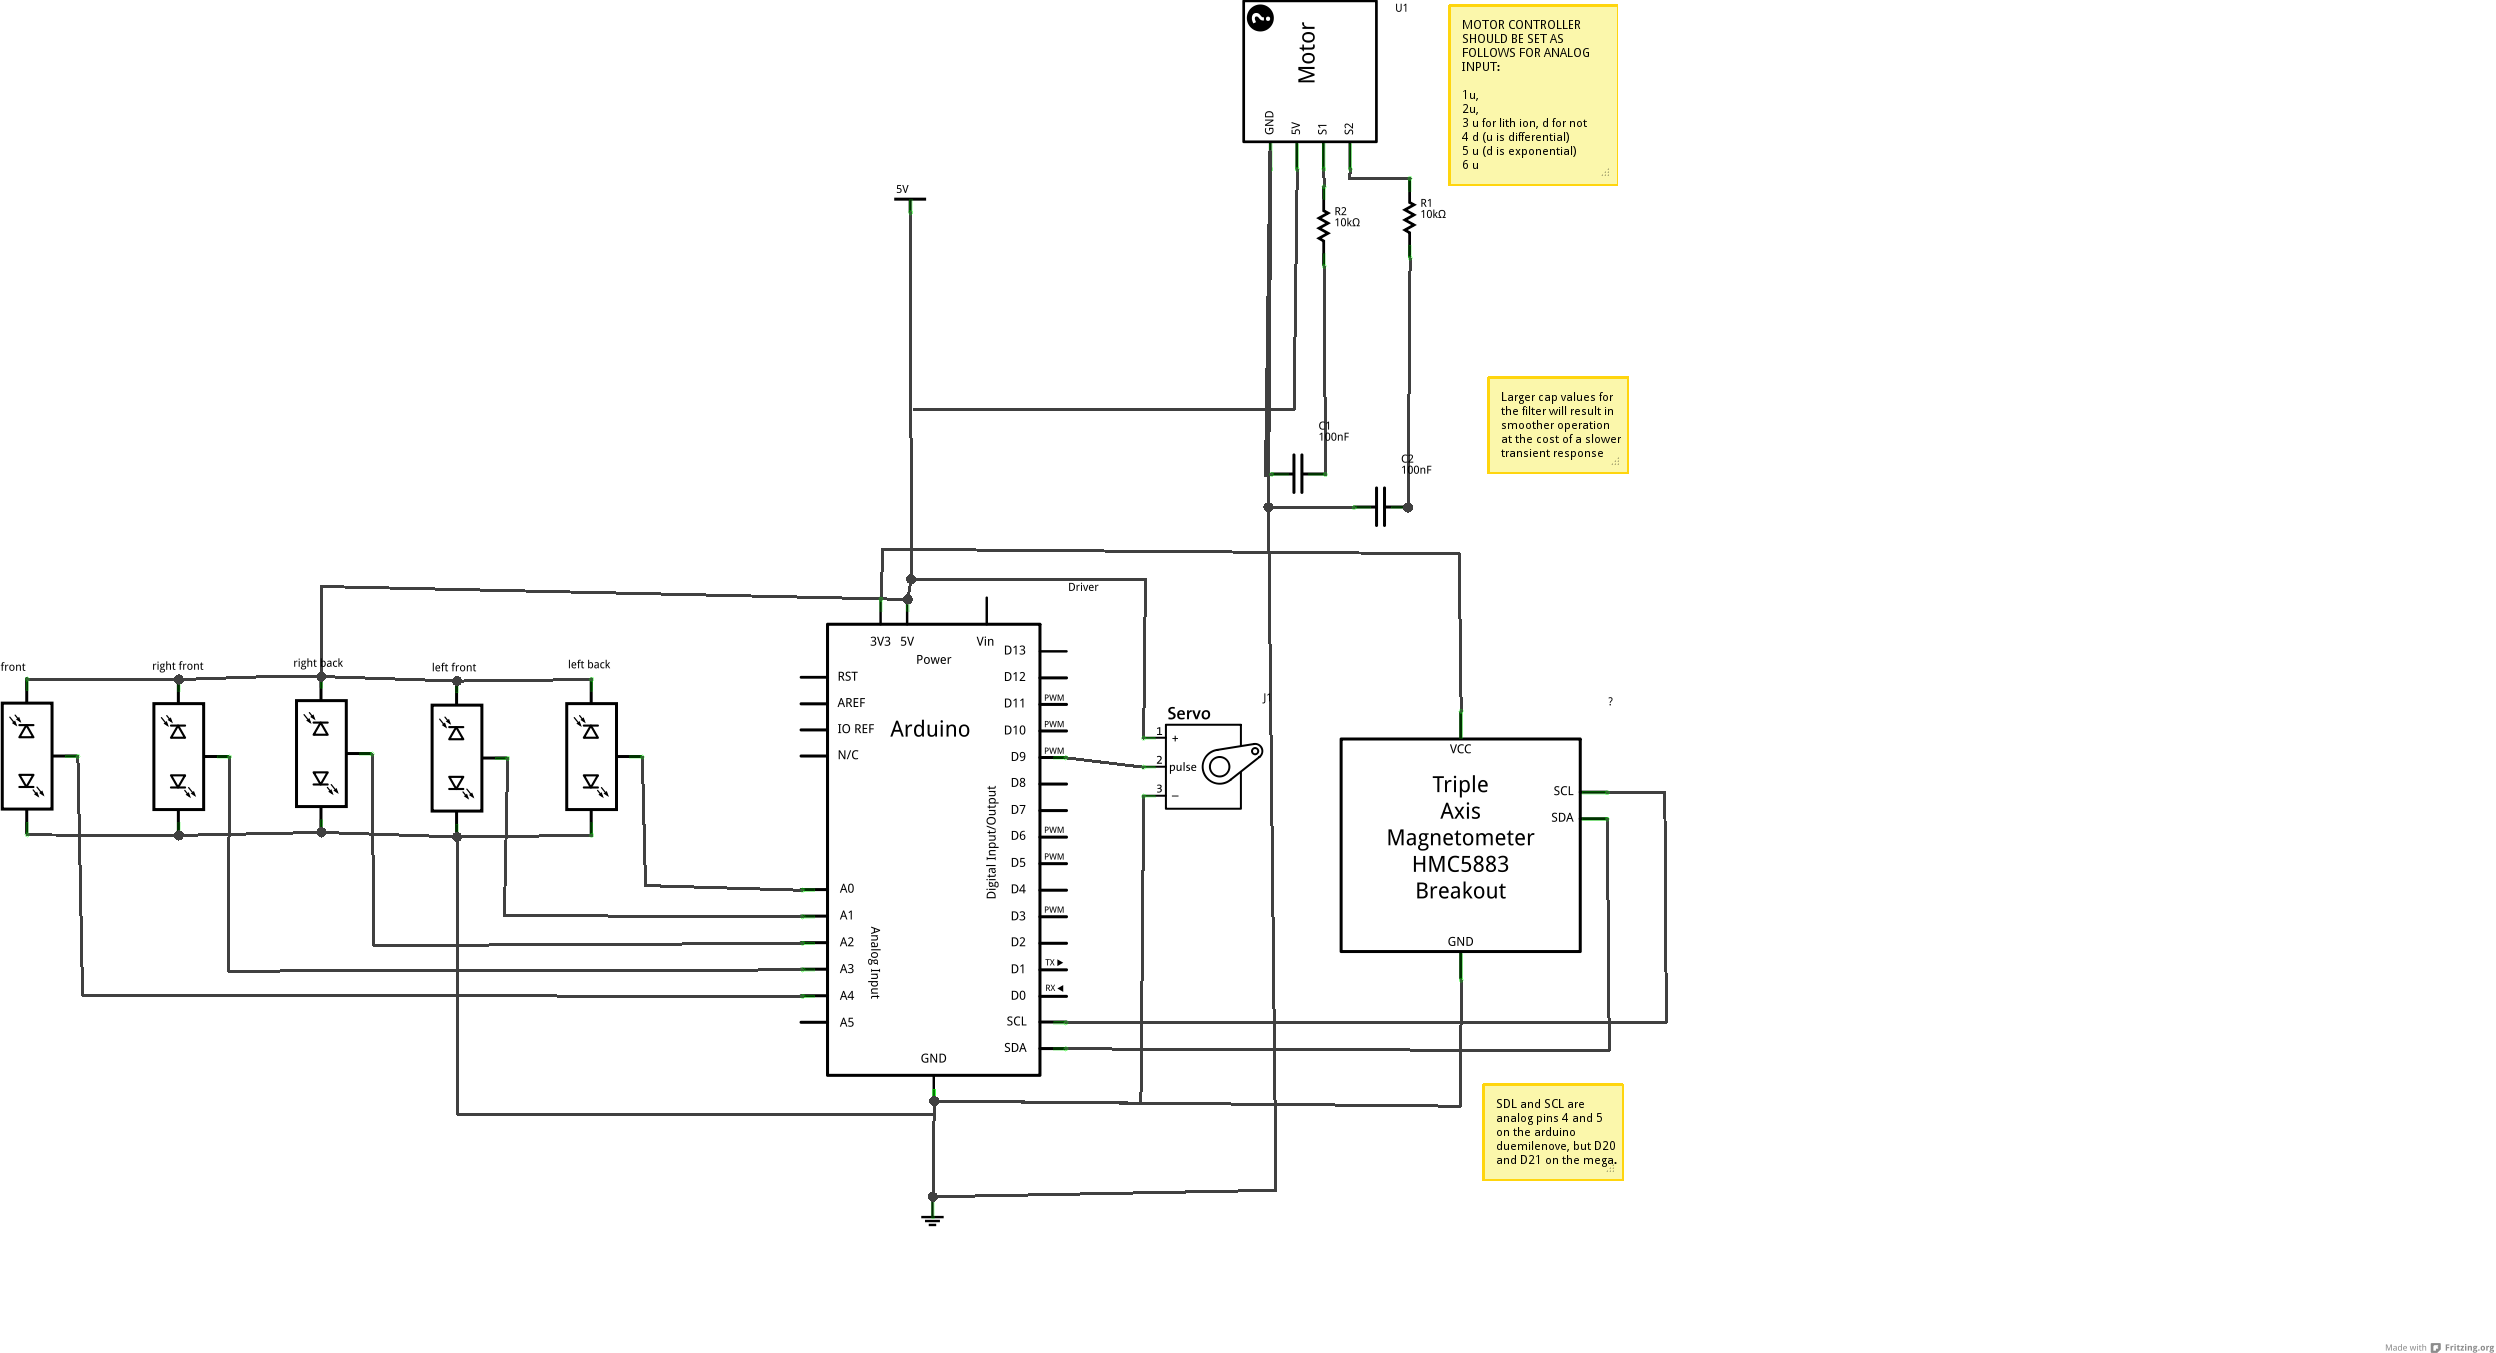 U1
Motor
GND
5V
S1
S2
MOTOR CONTROLLER
SHOULD BE SET AS
FOLLOWS FOR ANALOG
INPUT:
1u,
2u,
3 u for lith ion, d for not
4 d (u is differential)
5 u (d is exponential)
6 u
5V
R2
10kΩ
R1
10kΩ
Larger cap values for
the filter will result in
smoother operation
at the cost of a slower
transient response
C1
100nF
C2
100nF
Driver
front
right front
right back
left front
left back
3V3
5V
Vin
Power
RST
AREF
IO REF
N/C
Arduino
A0
A1
A2
A3
A4
A5
Analog Input
GND
Digital Input/Output
D13
D12
D11
PWM
D10
PWM
D9
PWM
D8
D7
D6
PWM
D5
PWM
D4
D3
PWM
D2
D1
TX
D0
RX
SCL
SDA
J1
Servo
1
+
2
pulse
3
–
?
VCC
Triple
Axis
Magnetometer
HMC5883
Breakout
SCL
SDA
GND
SDL and SCL are
analog pins 4 and 5
on the arduino
duemilenove, but D20
and D21 on the mega.
Made with Fritzing.org